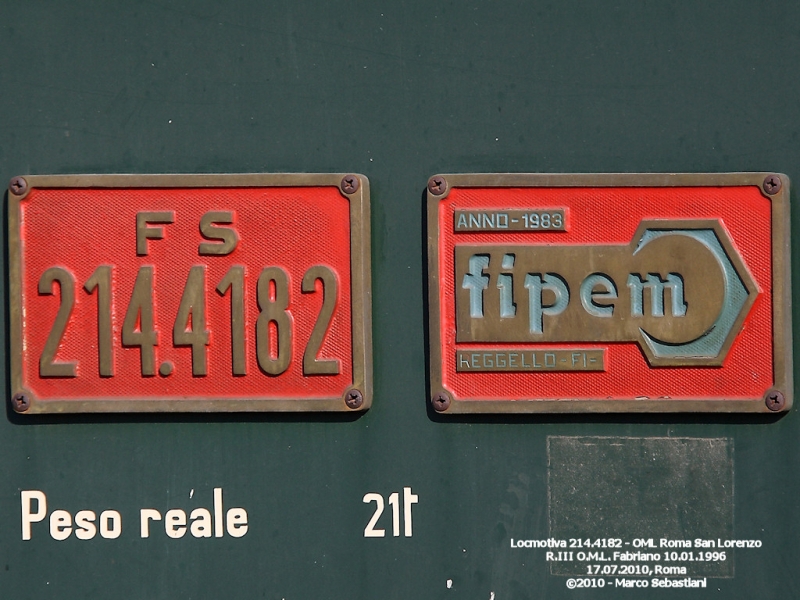 FS
214.4182
ANNO-1983
fipem
REGGELLO-FI-
Peso reale 21t
Locmotiva 214.4182 - OML Roma San Lorenzo
R.III O.M.L. Fabriano 10.01.1996
17.07.2010, Roma
©2010 - Marco Sebastiani